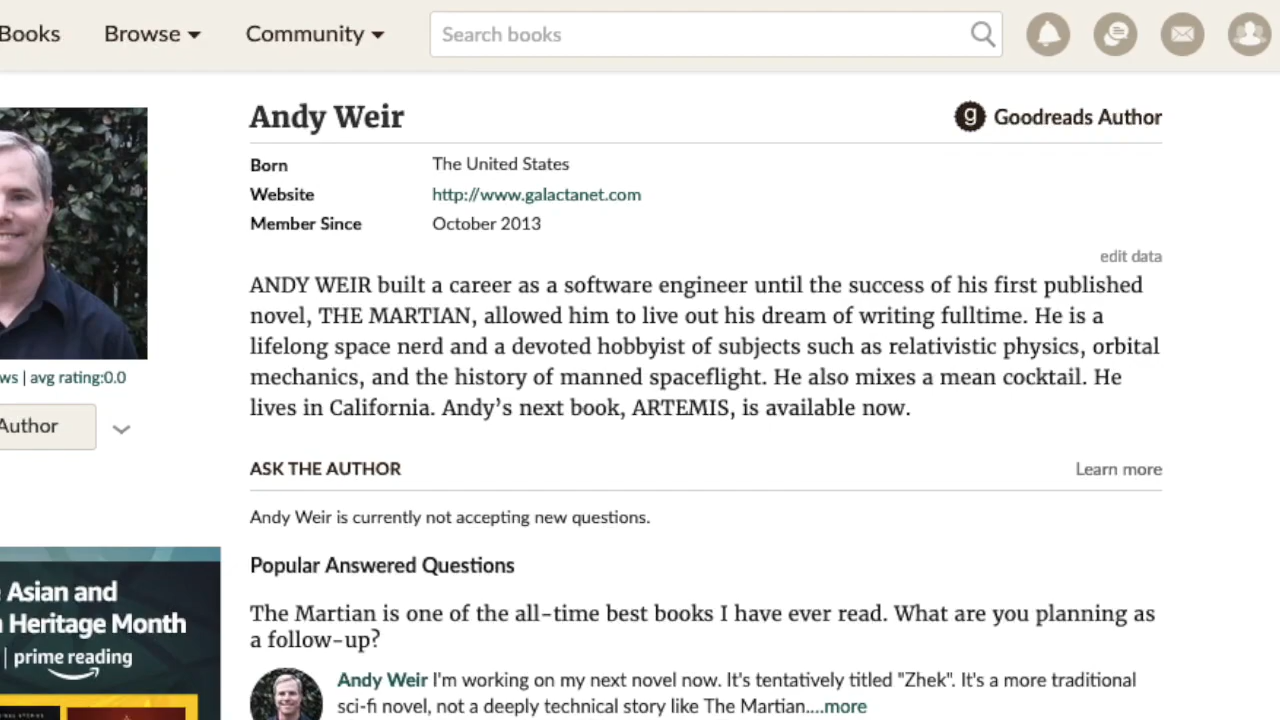 Books Browse Community Search books
Andy Weir
g Goodreads Author
Born The United States
Website http://www.galactanet.com
Member Since October 2013
edit data
ANDY WEIR built a career as a software engineer until the success of his first published
novel, THE MARTIAN, allowed him to live out his dream of writing fulltime. He is a
lifelong space nerd and a devoted hobbyist of subjects such as relativistic physics, orbital
mechanics, and the history of manned spaceflight. He also mixes a mean cocktail. He
lives in California. Andy’s next book, ARTEMIS, is available now.
ws | avg rating:0.0
Author
ASK THE AUTHOR Learn more
Andy Weir is currently not accepting new questions.
Popular Answered Questions
The Martian is one of the all-time best books I have ever read. What are you planning as
a follow-up?
Andy Weir I'm working on my next novel now. It's tentatively titled "Zhek". It's a more traditional
sci-fi novel, not a deeply technical story like The Martian....more
Asian and
Heritage Month
| prime reading